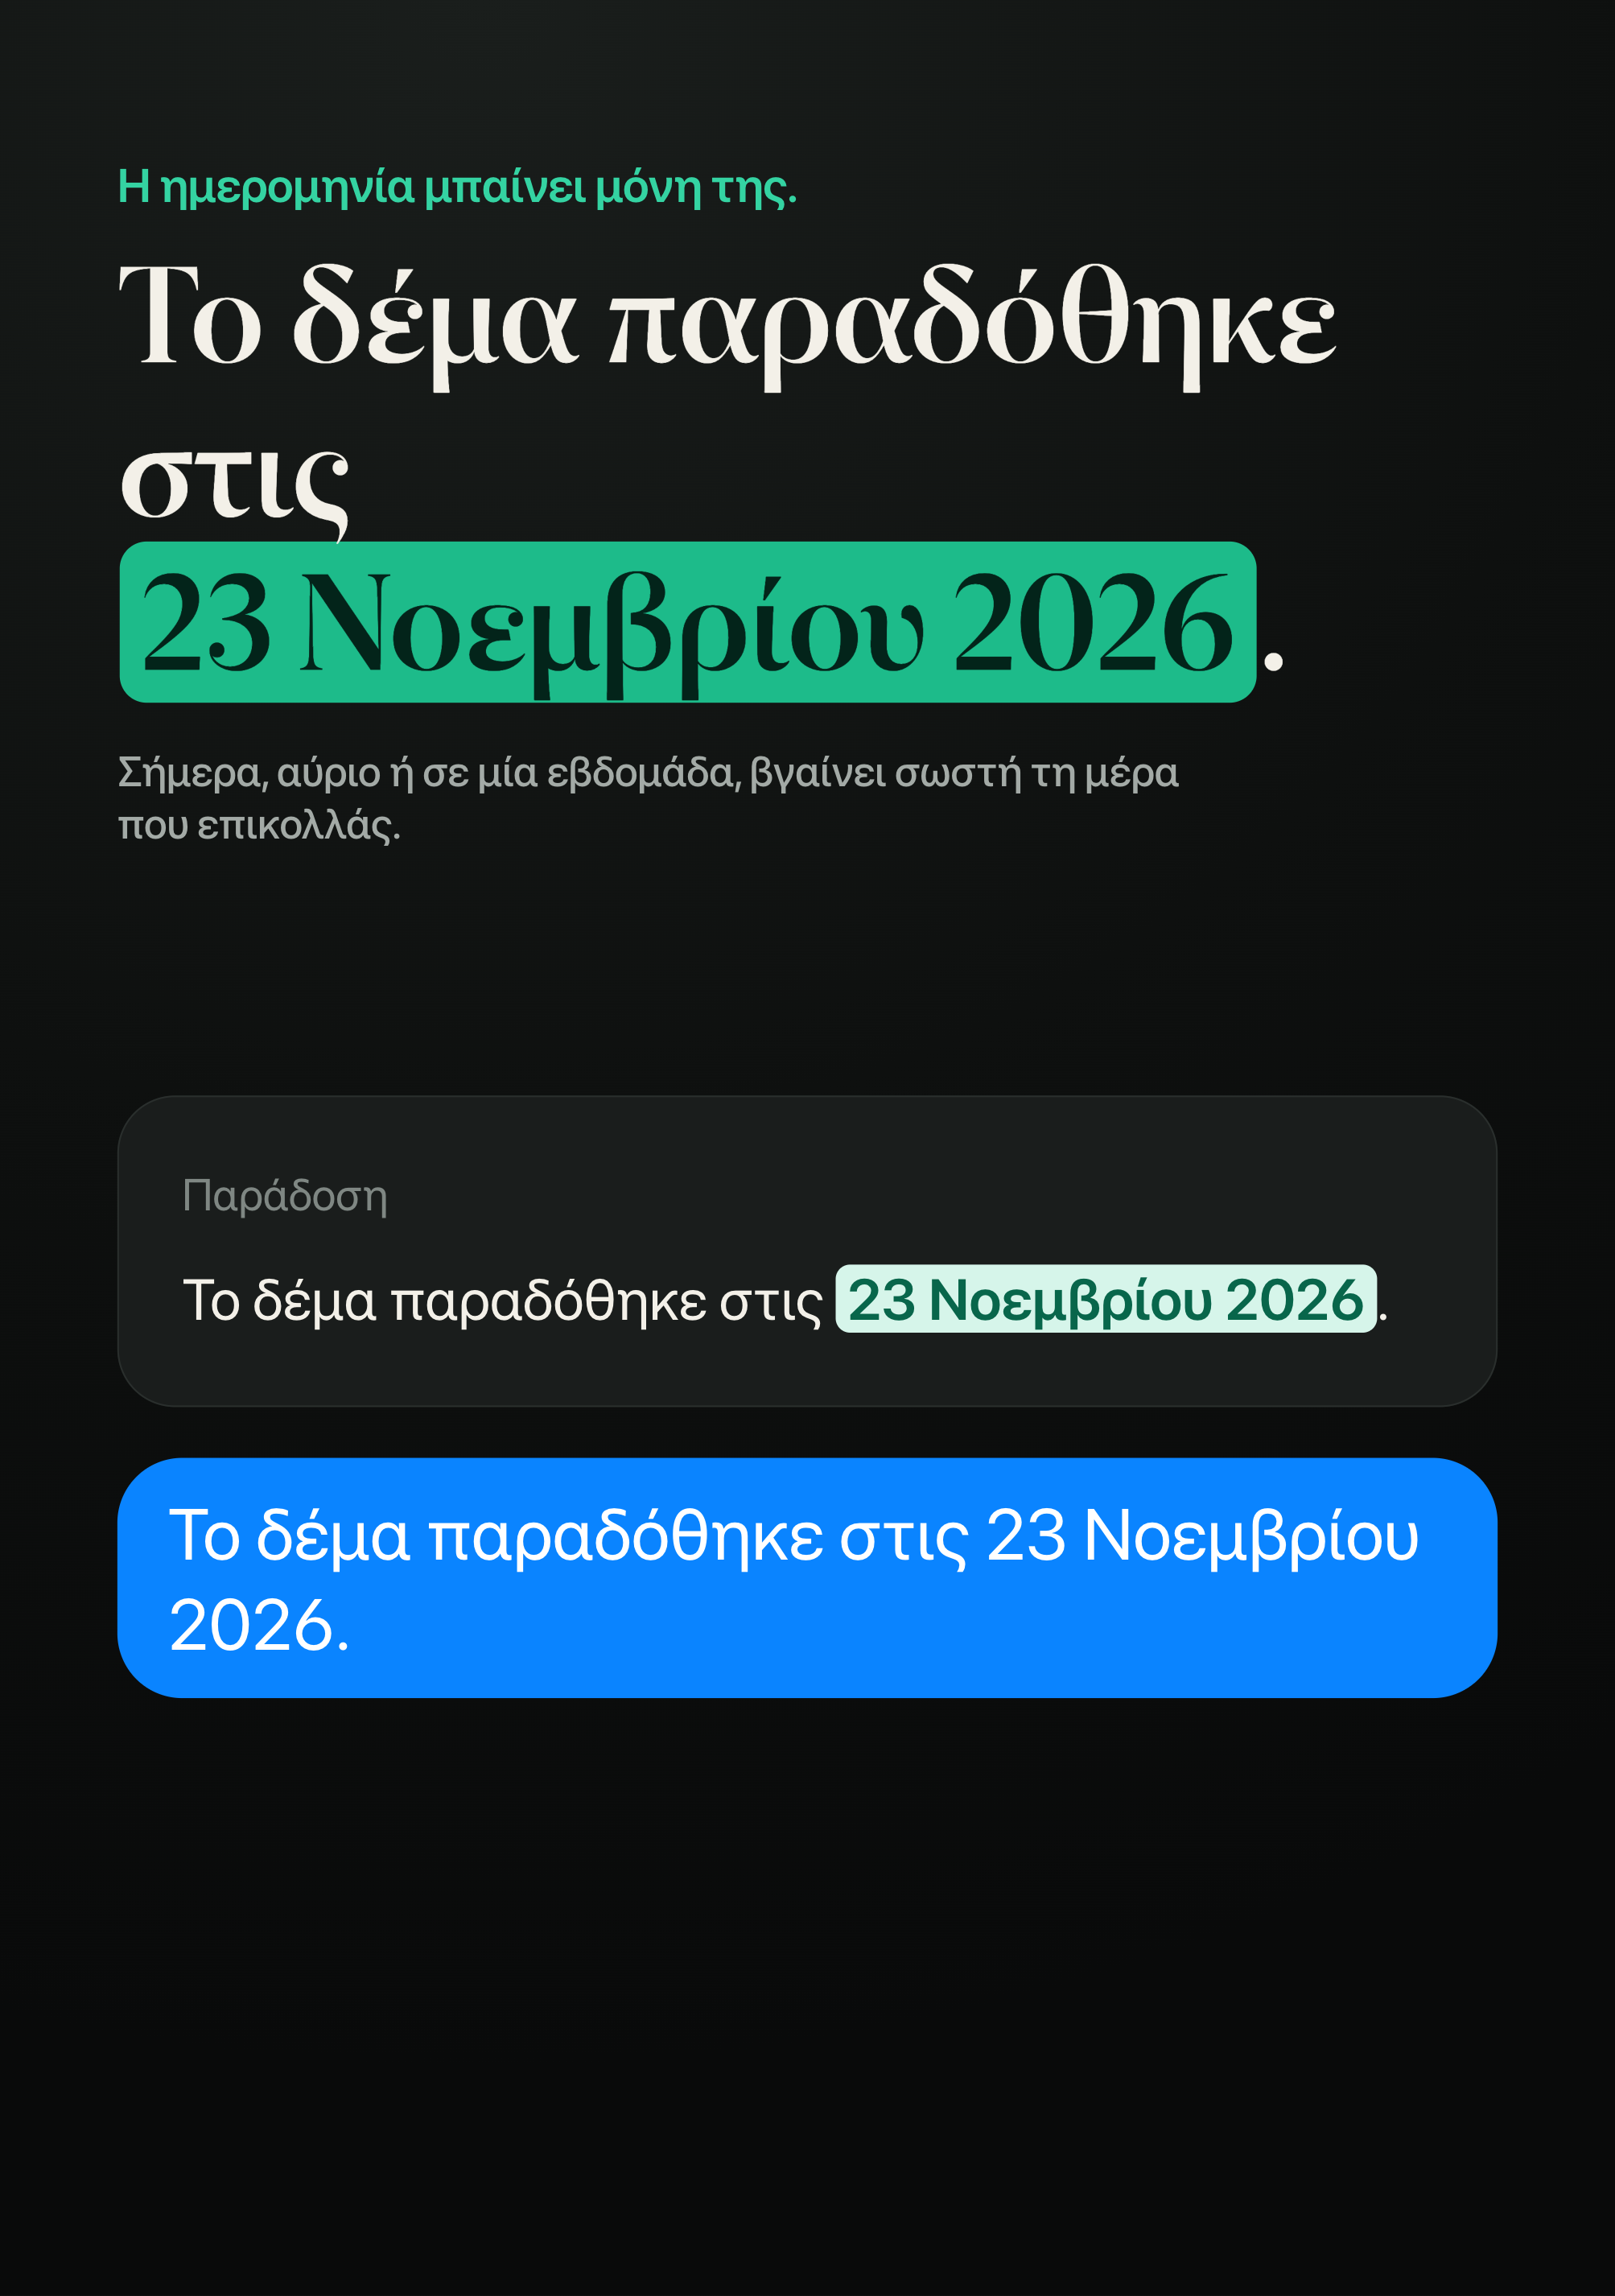 Η ημερομηνία μπαίνει μόνη της.
Το δέμα παραδόθηκε
στις
23 Νοεμβρίου 2026.
Σήμερα, αύριο ή σε μία εβδομάδα, βγαίνει σωστή τη μέρα
που επικολλάς.
Παράδοση
Το δέμα παραδόθηκε στις 23 Νοεμβρίου 2026.
Το δέμα παραδόθηκε στις 23 Νοεμβρίου
2026.